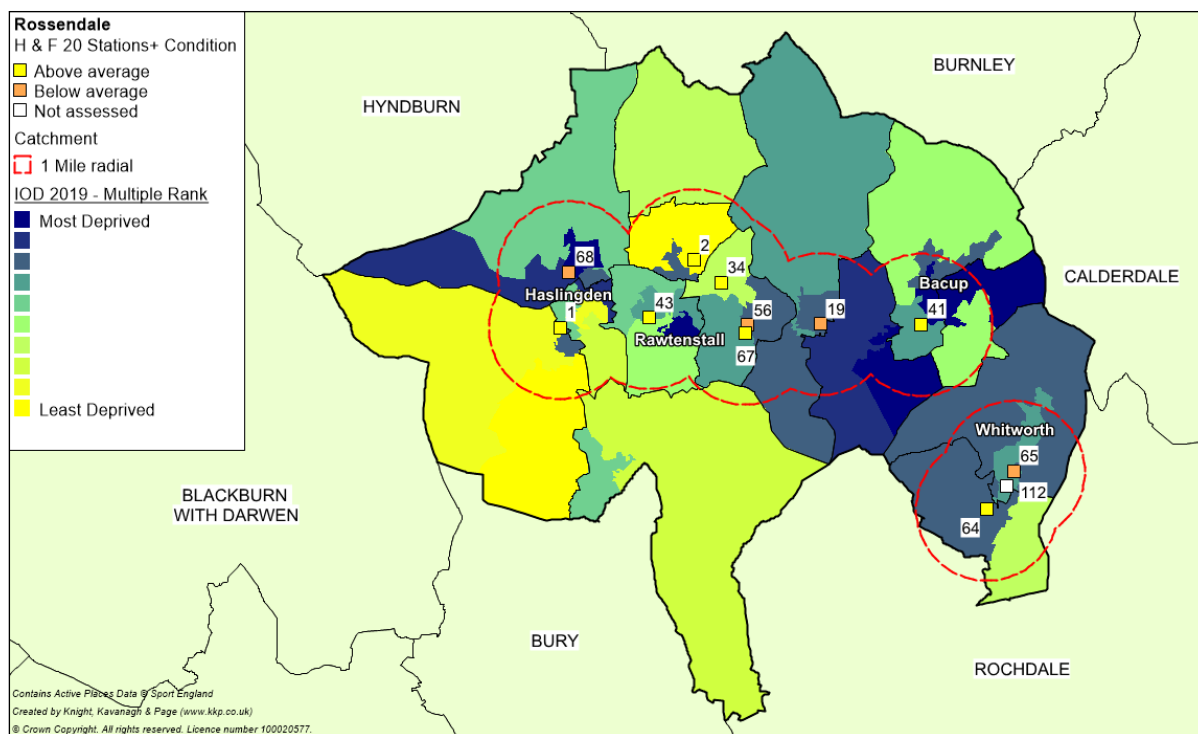 Rossendale
H & F 20 Stations+ Condition
Above average
Below average
Not assessed
Catchment
1 Mile radial
IOD 2019 - Multiple Rank
Most Deprived
Least Deprived
BURNLEY
HYNDBURN
CALDERDALE
BLACKBURN
WITH DARWEN
BURY
ROCHDALE
2
68
34
Haslingden
Bacup
1
43
56
19
41
Rawtenstall
67
Whitworth
65
112
64
Contains Active Places Data © Sport England
Created by Knight, Kavanagh & Page (www.kkp.co.uk)
© Crown Copyright. All rights reserved. Licence number 100020577.